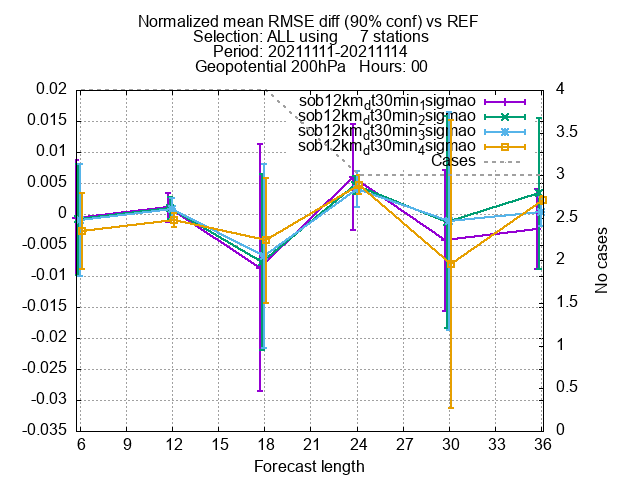 Normalized mean RMSE diff (90% conf) vs REF
Selection: ALL using 7 stations
Period: 20211111-20211114
Geopotential 200hPa Hours: 00
sob12km_dt30min_1sigmao
sob12km_dt30min_2sigmao
sob12km_dt30min_3sigmao
sob12km_dt30min_4sigmao
Cases
0.02
0.015
0.01
0.005
0
-0.005
-0.01
-0.015
-0.02
-0.025
-0.03
-0.035
4
3.5
3
2.5
2
1.5
1
0.5
0
No cases
6 9 12 15 18 21 24 27 30 33 36
Forecast length